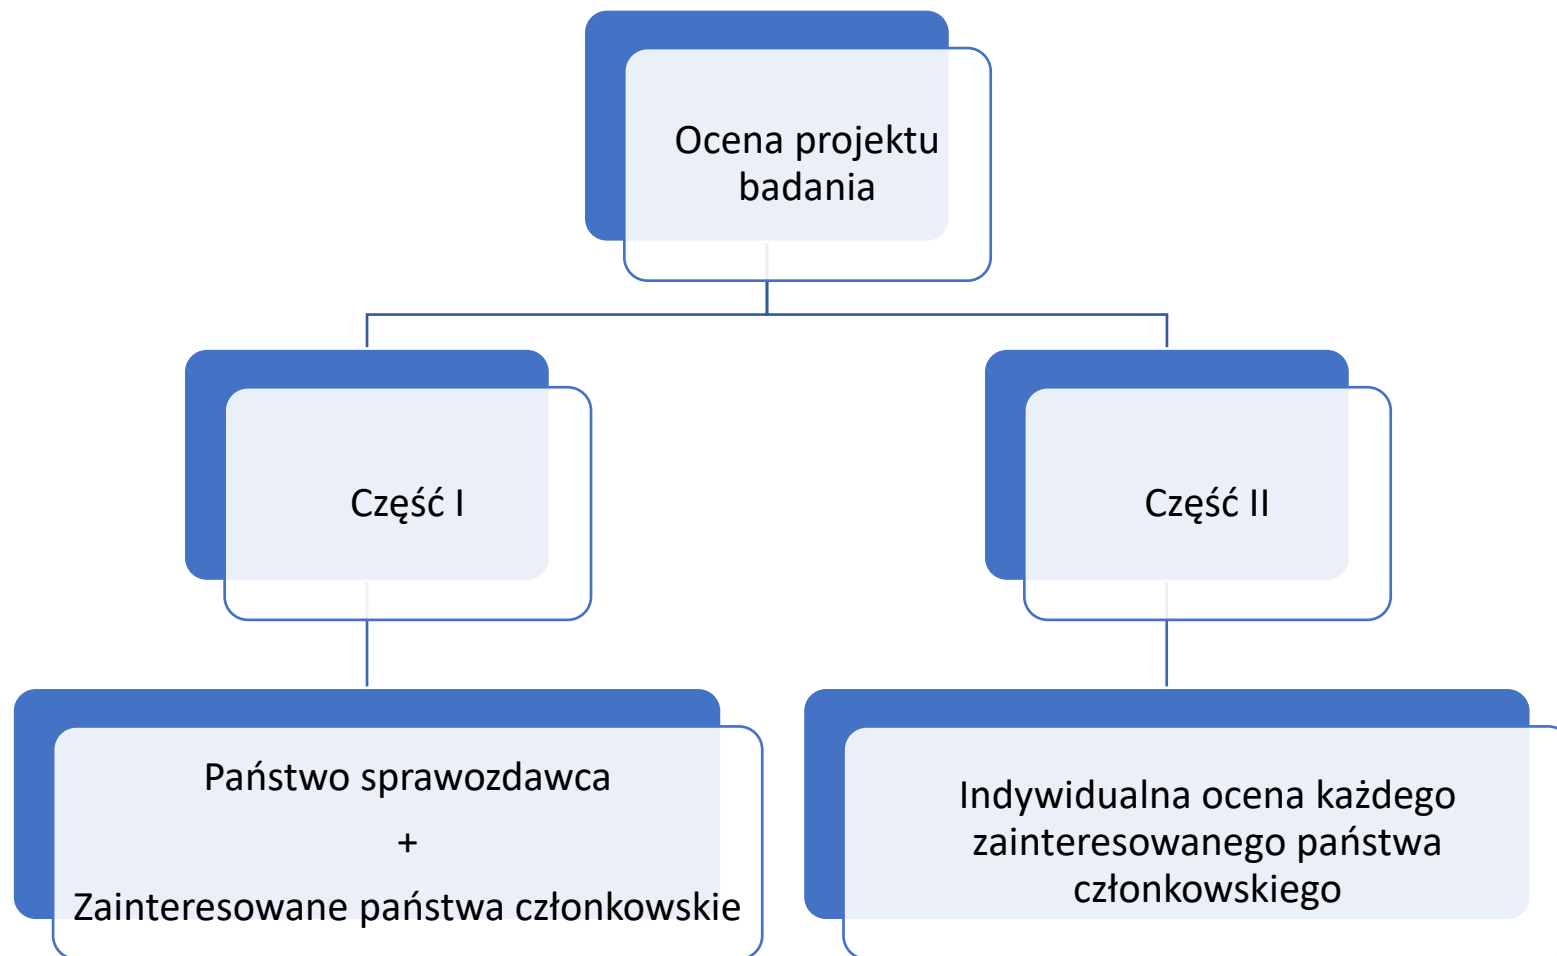 Ocena projektu
badania
Część I
Część II
Państwo sprawozdawca
+
Zainteresowane państwa członkowskie
Indywidualna ocena każdego
zainteresowanego państwa
członkowskiego